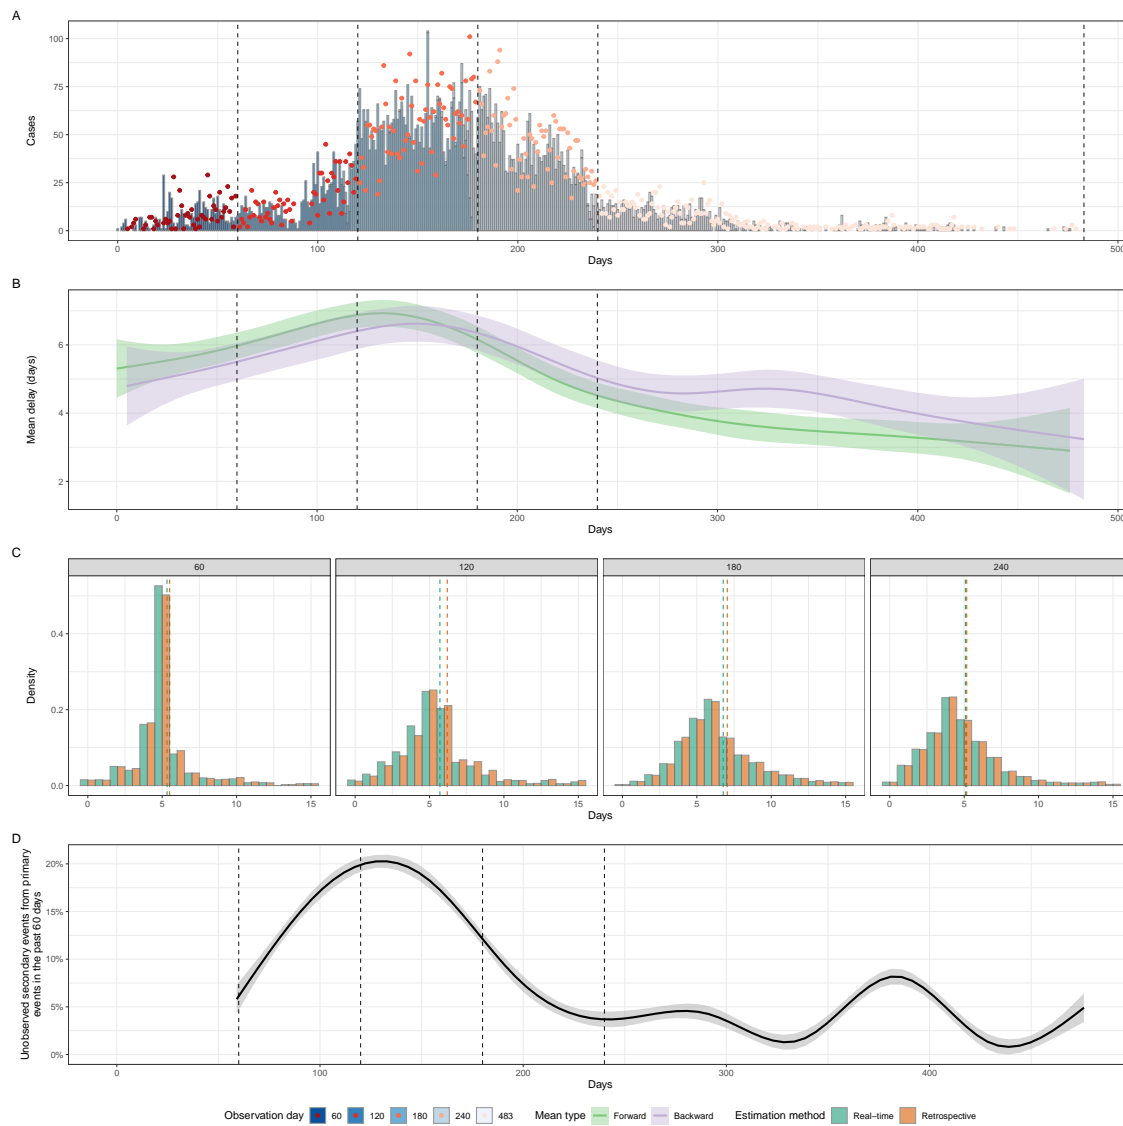 A
Cases
100
75
50
25
0
0
100
200
300
400
500
Days
B
Mean delay (days)
6
4
2
0
100
200
300
400
500
Days
C
60
120
180
240
Density
0.4
0.2
0.0
0
5
10
15
0
5
10
15
0
5
10
15
0
5
10
15
Days
D
Unobserved secondary events from primary
events in the past 60 days
20%
15%
10%
5%
0%
0
100
200
300
400
Days
Observation day
60
120
180
240
483
Mean type
Forward
Backward
Estimation method
Real−time
Retrospective